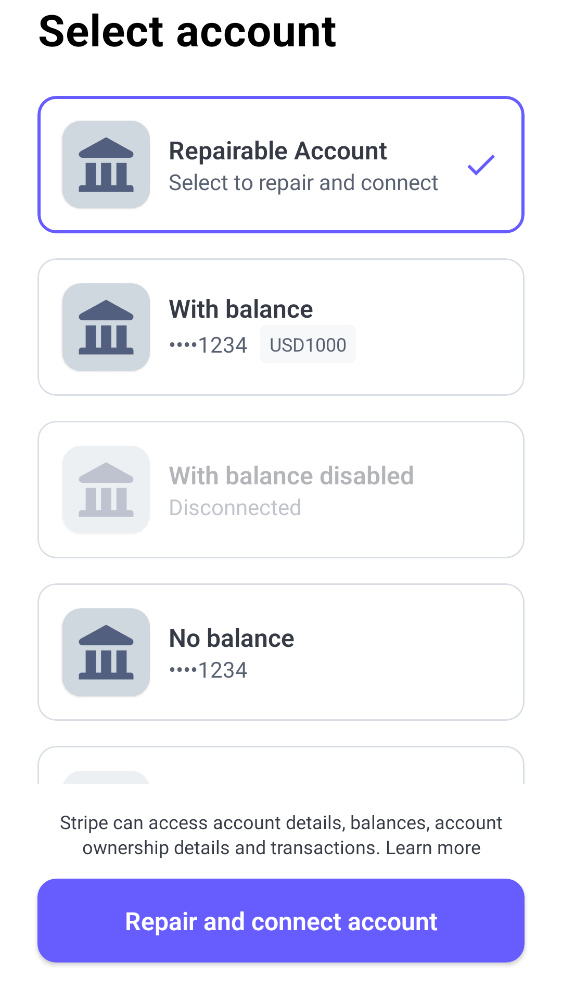 Select account
Repairable Account
Select to repair and connect
With balance
••••1234 USD1000
With balance disabled
Disconnected
No balance
••••1234
Stripe can access account details, balances, account
ownership details and transactions. Learn more
Repair and connect account